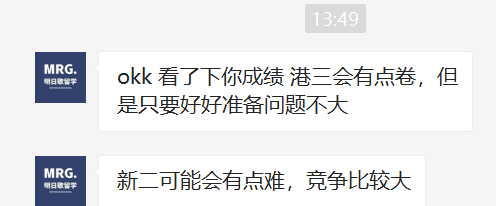 13:49
MRG.
明日歌留学
okk 看了下你成绩 港三会有点卷，但
是只要好好准备问题不大
MRG.
明日歌留学
新二可能会有点难，竞争比较大